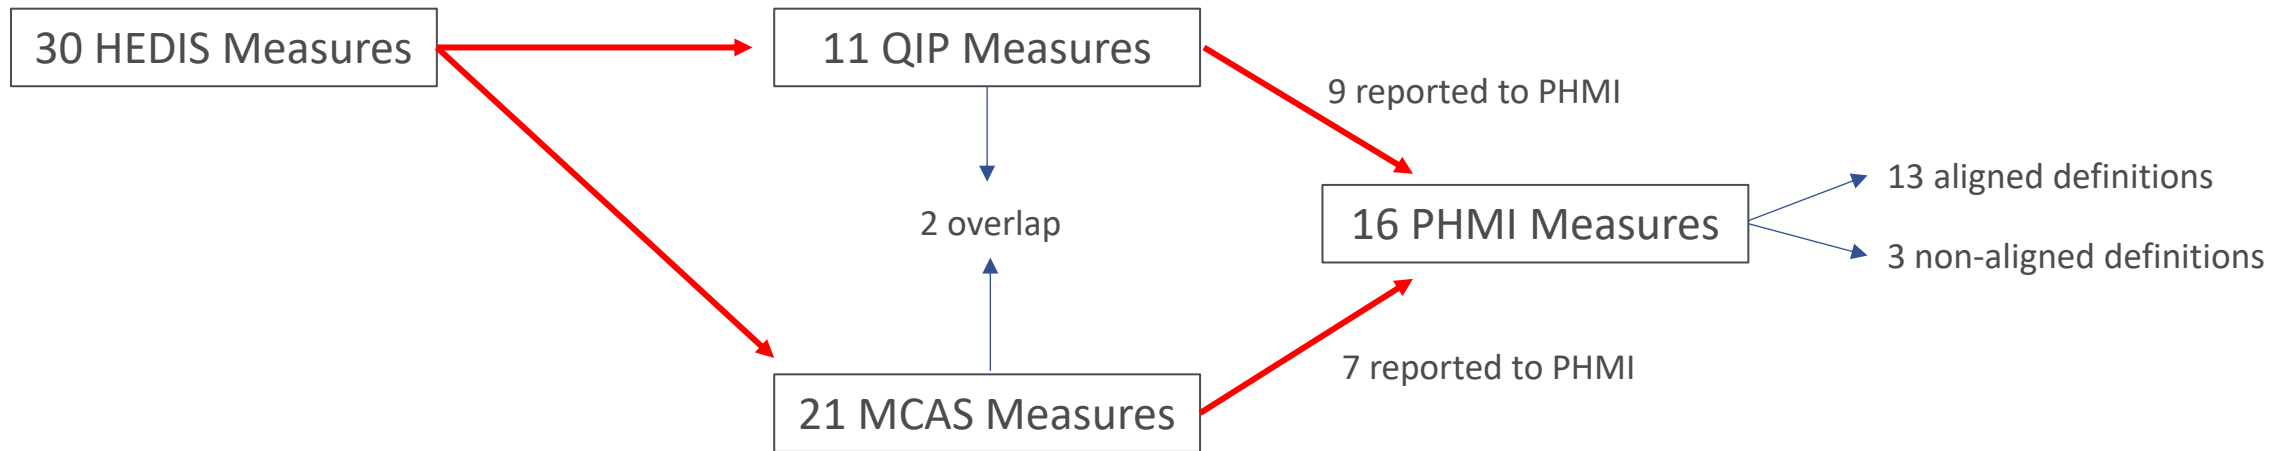 30 HEDIS Measures
11 QIP Measures
9 reported to PHMI
2 overlap
16 PHMI Measures
13 aligned definitions
3 non-aligned definitions
7 reported to PHMI
21 MCAS Measures